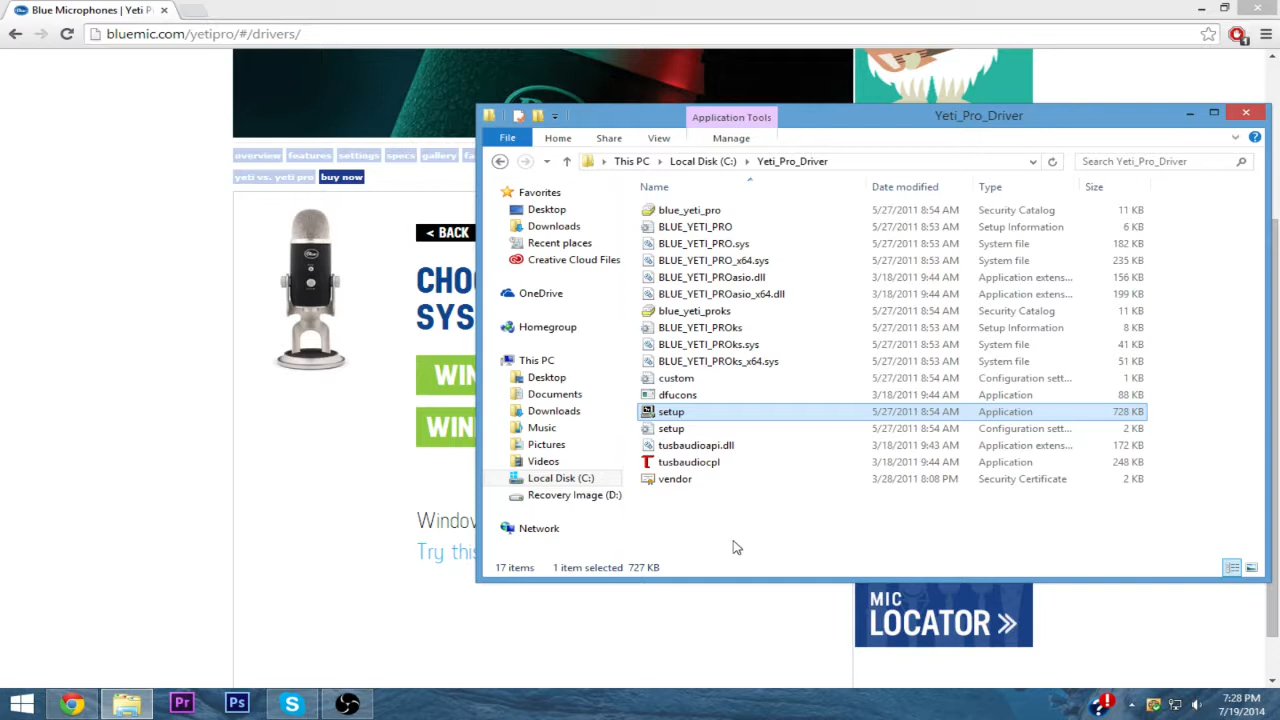 Blue Microphones | Yeti P
bluemic.com/yetipro/#/drivers/
1
overview features settings specs gallery fa
yeti vs. yeti pro buy now
< BACK
CHO
SYS
WIN
WIN
Window
Try this
MIC
LOCATOR >>
Application Tools
Yeti_Pro_Driver
File Home Share View Manage
This PC Local Disk (C:) Yeti_Pro_Driver
Search Yeti_Pro_Driver
Favorites
Desktop
Downloads
Recent places
Creative Cloud Files
OneDrive
Homegroup
This PC
Desktop
Documents
Downloads
Music
Pictures
Videos
Local Disk (C:)
Recovery Image (D:)
Network
Name Date modified Type Size
blue_yeti_pro 5/27/2011 8:54 AM Security Catalog 11 KB
BLUE_YETI_PRO 5/27/2011 8:54 AM Setup Information 6 KB
BLUE_YETI_PRO.sys 5/27/2011 8:53 AM System file 182 KB
BLUE_YETI_PRO_x64.sys 5/27/2011 8:53 AM System file 235 KB
BLUE_YETI_PROasio.dll 3/18/2011 9:44 AM Application extens... 156 KB
BLUE_YETI_PROasio_x64.dll 3/18/2011 9:44 AM Application extens... 199 KB
blue_yeti_proks 5/27/2011 8:54 AM Security Catalog 11 KB
BLUE_YETI_PROks 5/27/2011 8:53 AM Setup Information 8 KB
BLUE_YETI_PROks.sys 5/27/2011 8:53 AM System file 41 KB
BLUE_YETI_PROks_x64.sys 5/27/2011 8:53 AM System file 51 KB
custom 5/27/2011 8:54 AM Configuration sett... 1 KB
dfucons 3/18/2011 9:44 AM Application 88 KB
setup 5/27/2011 8:54 AM Application 728 KB
setup 5/27/2011 8:54 AM Configuration sett... 2 KB
tusbaudioapi.dll 3/18/2011 9:43 AM Application extens... 172 KB
tusbaudiocpl 3/18/2011 9:44 AM Application 248 KB
vendor 3/28/2011 8:08 PM Security Certificate 2 KB
17 items 1 item selected 727 KB
Pr Ps S
7:28 PM
7/19/2014